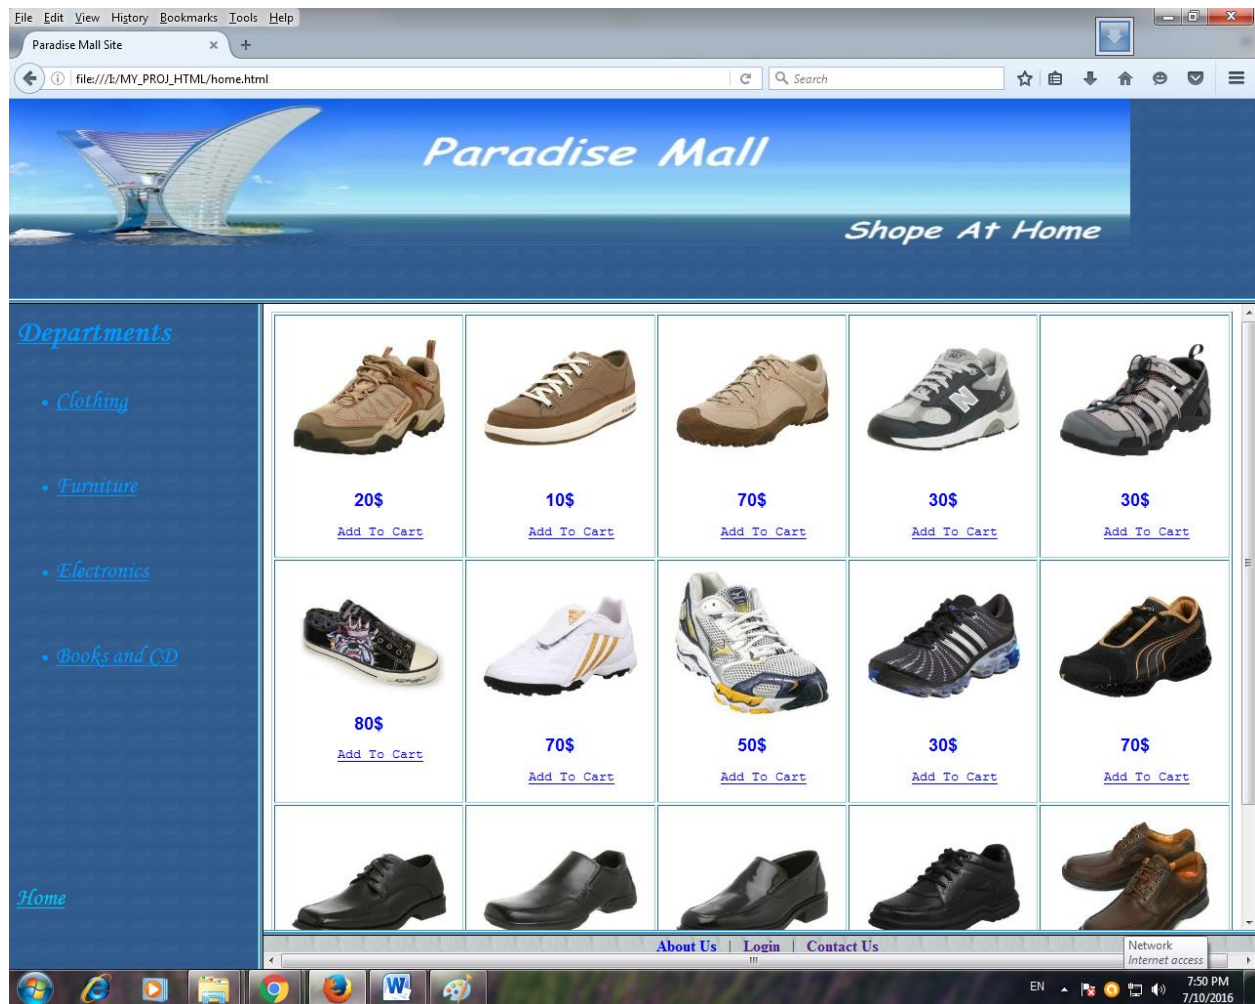 File Edit View History Bookmarks Tools Help
Paradise Mall Site
file:///I:/MY_PROJ_HTML/home.html
Search
Paradise Mall
Shope At Home
Departments
• Clothing
• Furniture
• Electronics
• Books and CD
Home
20$ 10$ 70$ 30$ 30$
Add To Cart Add To Cart Add To Cart Add To Cart Add To Cart
80$ 70$ 50$ 30$ 70$
Add To Cart Add To Cart Add To Cart Add To Cart Add To Cart
About Us | Login | Contact Us
Network
Internet access
EN 7:50 PM
7/10/2016